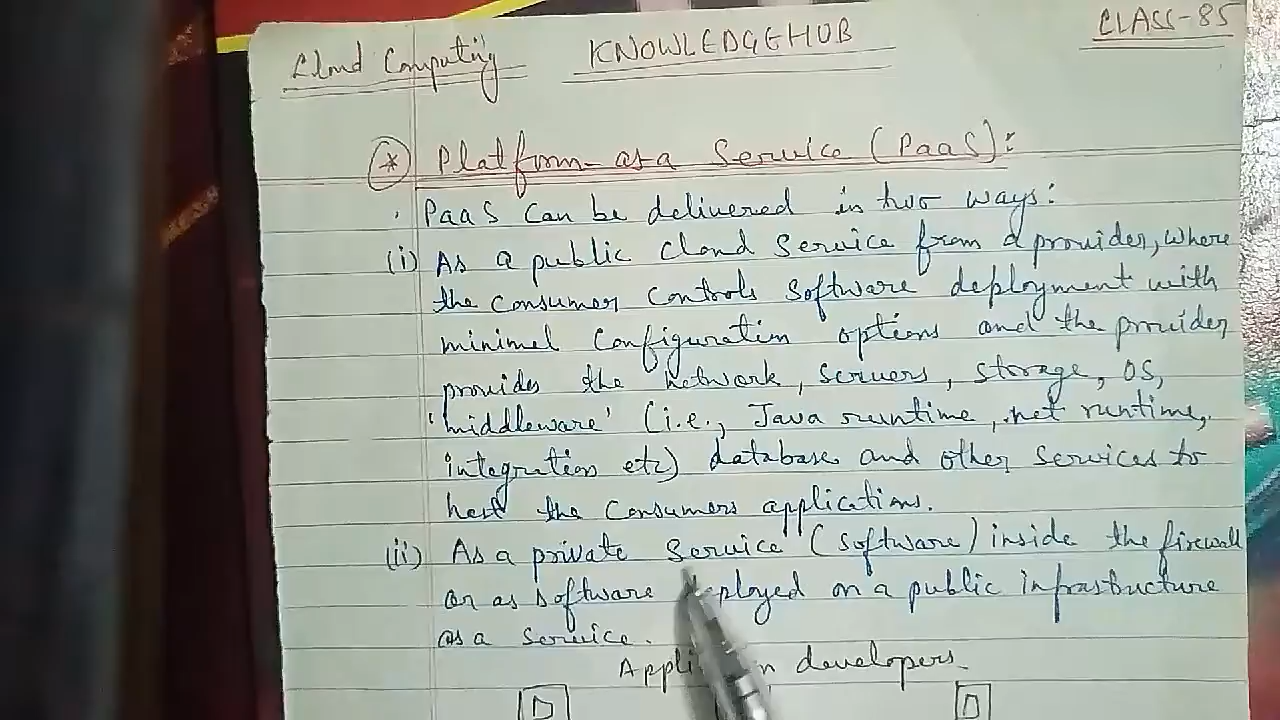 Cloud Computing KNOWLEDGEHUB CLASS-85
* Platform-as-a Service (PaaS):
. PaaS can be delivered in two ways:
(i) As a public cloud service from a provider, where
the consumer controls software deployment with
minimal configuration options and the provider
provides the network, servers, storage, OS,
'middleware' (i.e., Java runtime, .net runtime,
integration etc) database and other services to
host the consumers applications.
(ii) As a private service (software) inside the firewall
or as software deployed on a public infrastructure
as a service.
Application developers
D D